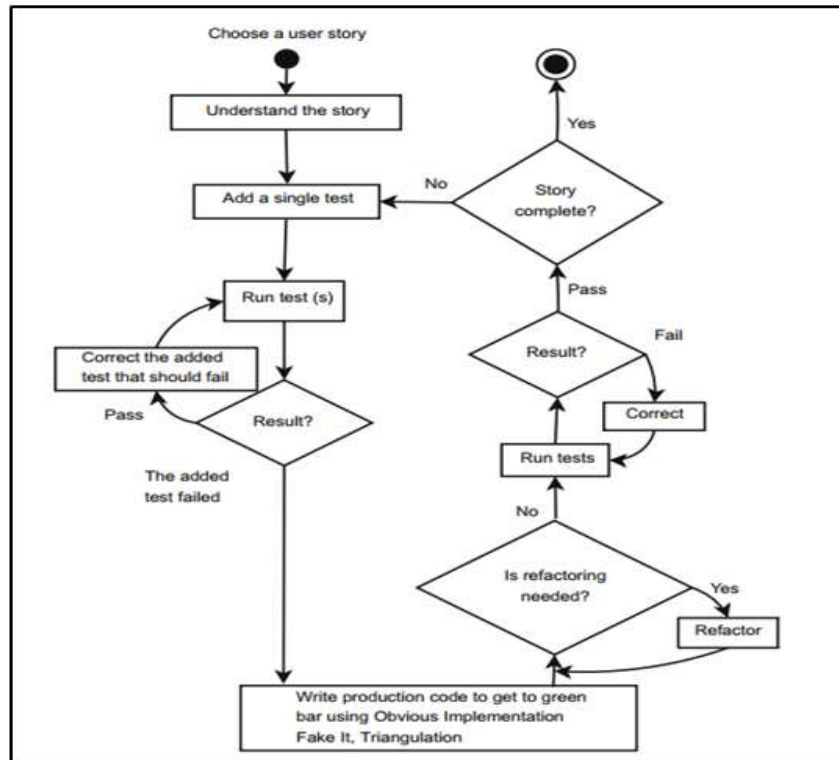 Choose a user story
Understand the story
Add a single test
Run test (s)
Correct the added
test that should fail
Pass
Result?
The added
test failed
Write production code to get to green
bar using Obvious Implementation
Fake It, Triangulation
Is refactoring
needed?
Yes
Refactor
No
Run tests
Result?
Fail
Correct
Pass
Story
complete?
No
Yes